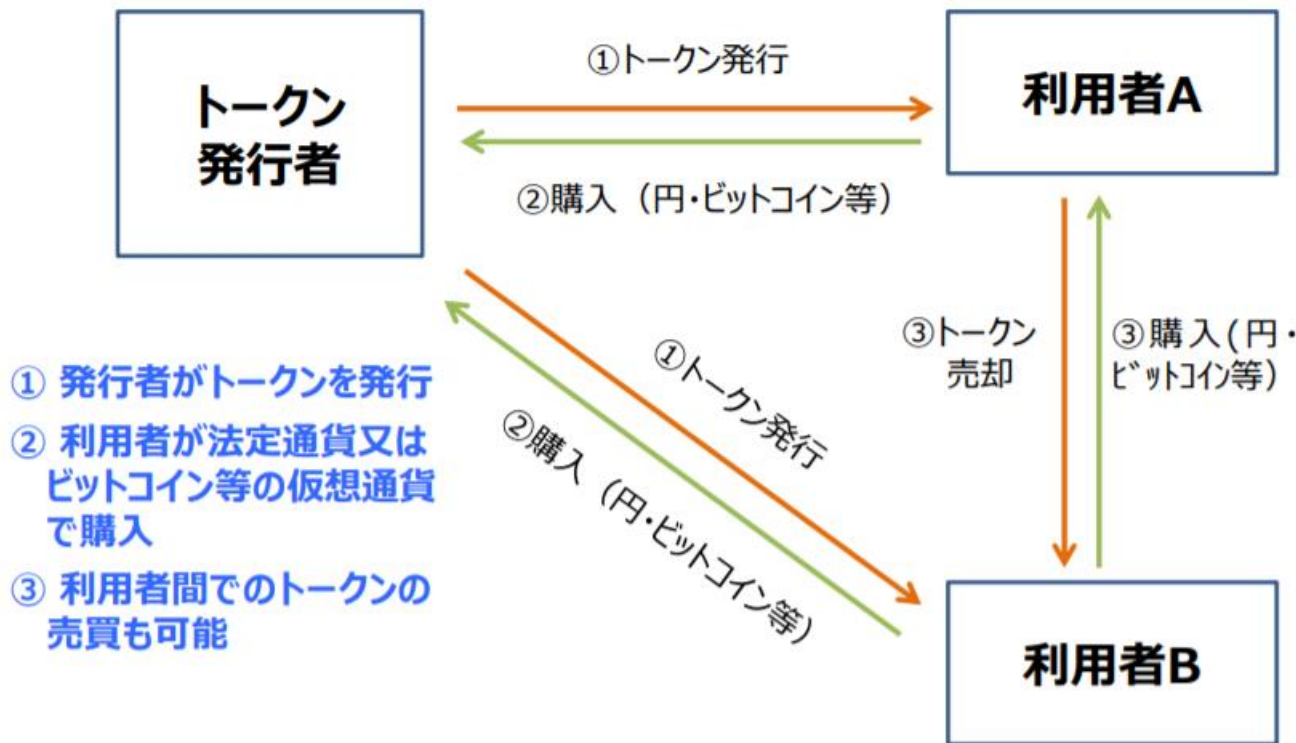 トークン
発行者
①トークン発行
②購入（円・ビットコイン等）
利用者A
③トークン
売却
③購入(円・
ビットコイン等)
①トークン発行
②購入（円・ビットコイン等）
利用者B
① 発行者がトークンを発行
② 利用者が法定通貨又は
ビットコイン等の仮想通貨
で購入
③ 利用者間でのトークンの
売買も可能